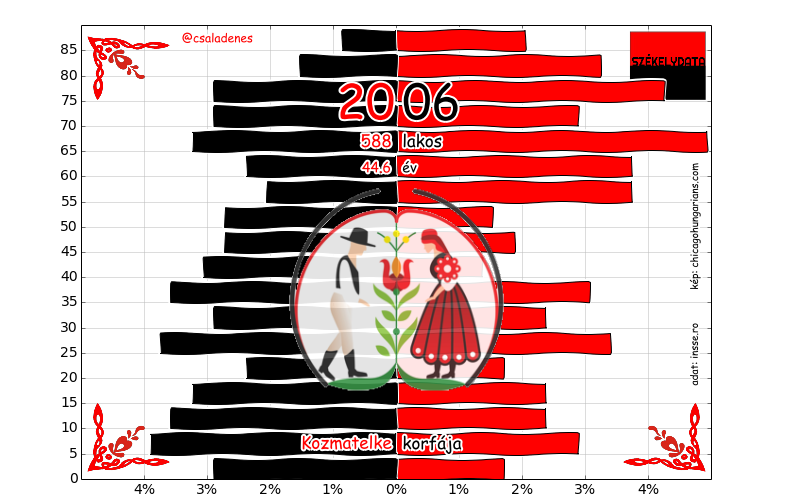 @csaladenes
SZÉKELYDATA
2006
588 lakos
44.6 év
kép: chicagohungarians.com
adat: insse.ro
Kozmatelke korfája
85
80
75
70
65
60
55
50
45
40
35
30
25
20
15
10
5
0
4% 3% 2% 1% 0% 1% 2% 3% 4%